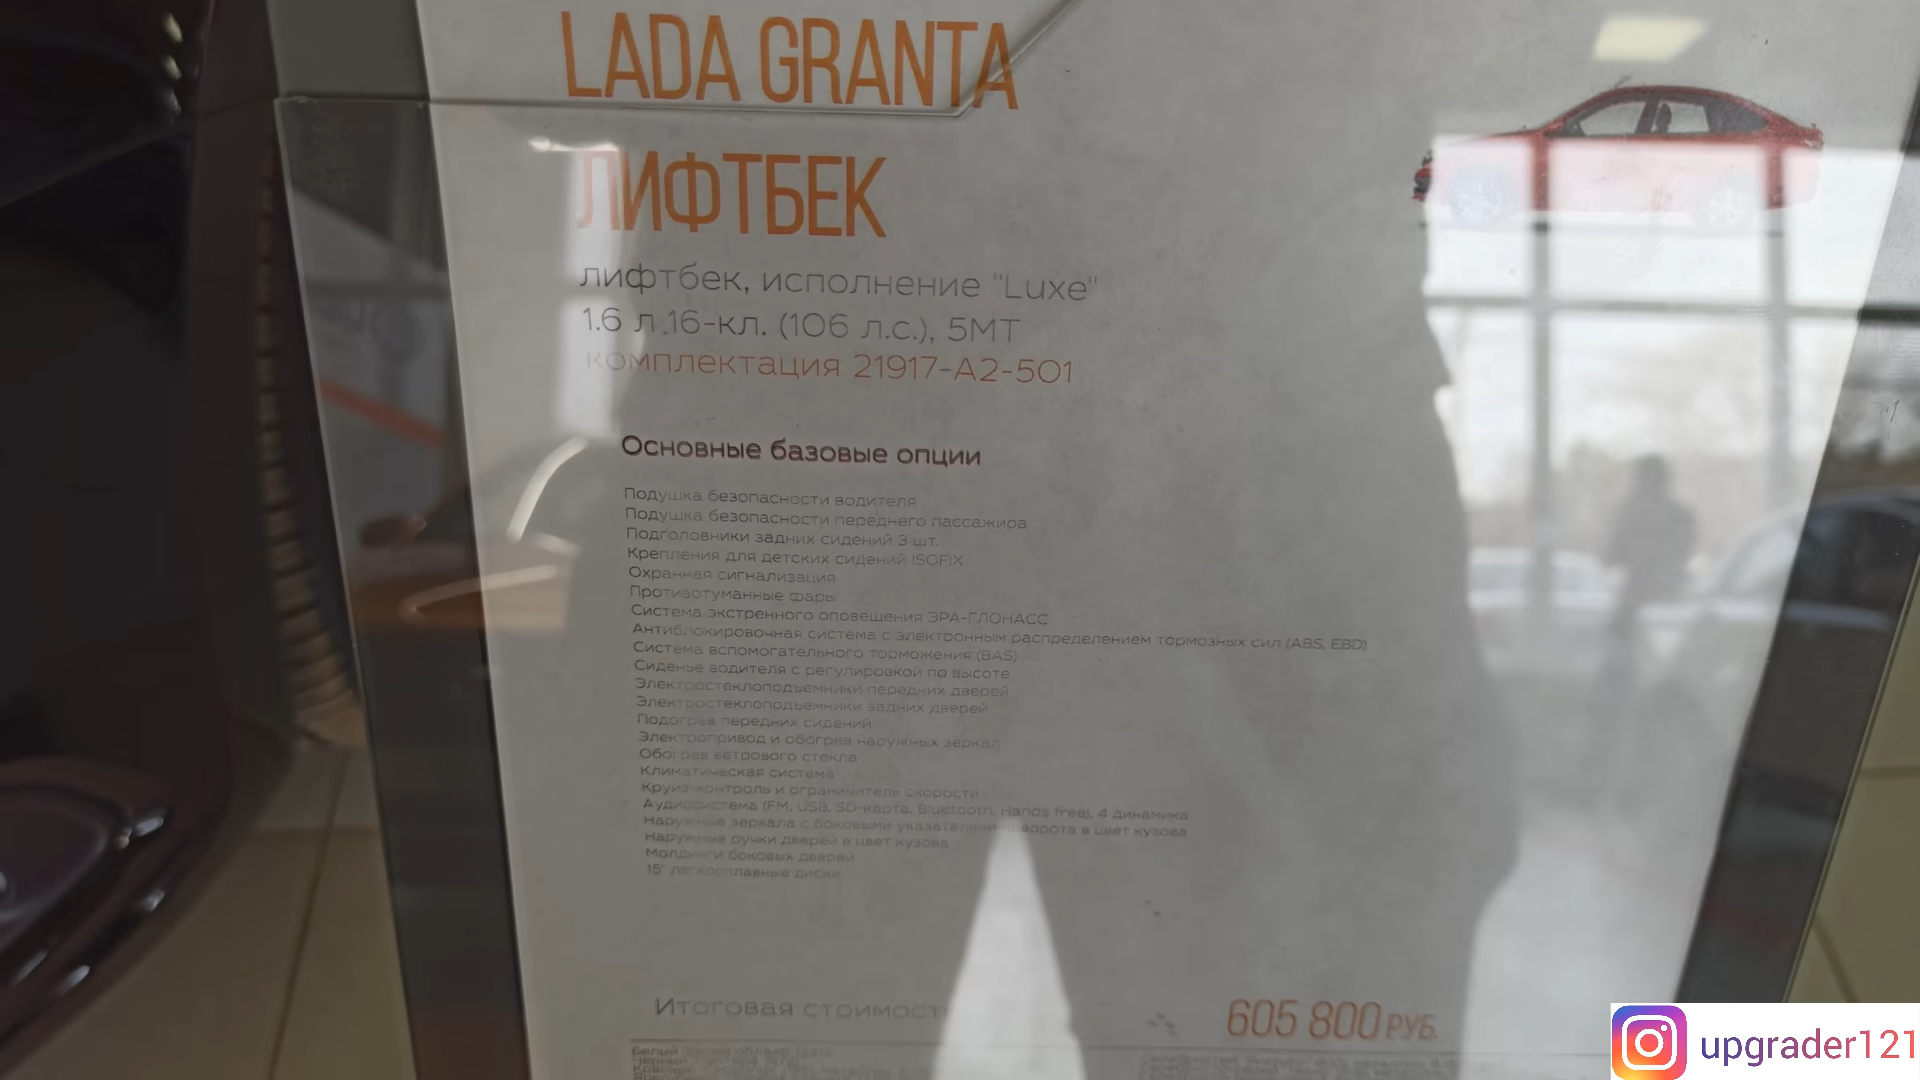 LADA GRANTA
ЛИФТБЕК
лифтбек, исполнение "Luxe"
1.6 л.16-кл. (106 л.с.), 5МТ
комплектация 21917-А2-501
Основные базовые опции
Подушка безопасности водителя
Подушка безопасности переднего пассажира
Подголовники задних сидений 3 шт.
Крепления для детских сидений ISOFIX
Охранная сигнализация
Противотуманные фары
Система экстренного оповещения ЭРА-ГЛОНАСС
Антиблокировочная система с электронным распределением тормозных сил (ABS, EBD)
Система вспомогательного торможения (BAS)
Сиденье водителя с регулировкой по высоте
Электростеклоподъемники передних дверей
Электростеклоподъемники задних дверей
Подогрев передних сидений
Электропривод и обогрев наружных зеркал
Обогрев ветрового стекла
Климатическая система
Круиз-контроль и ограничитель скорости
Аудиосистема (FM, USB, SD-карта, Bluetooth, Hands free), 4 динамика
Наружные зеркала с боковыми указателями поворота в цвет кузова
Наружные ручки дверей в цвет кузова
Молдинги боковых дверей
15" легкосплавные диски
Итоговая стоимость 605 800 РУБ.
Белый
upgrader121